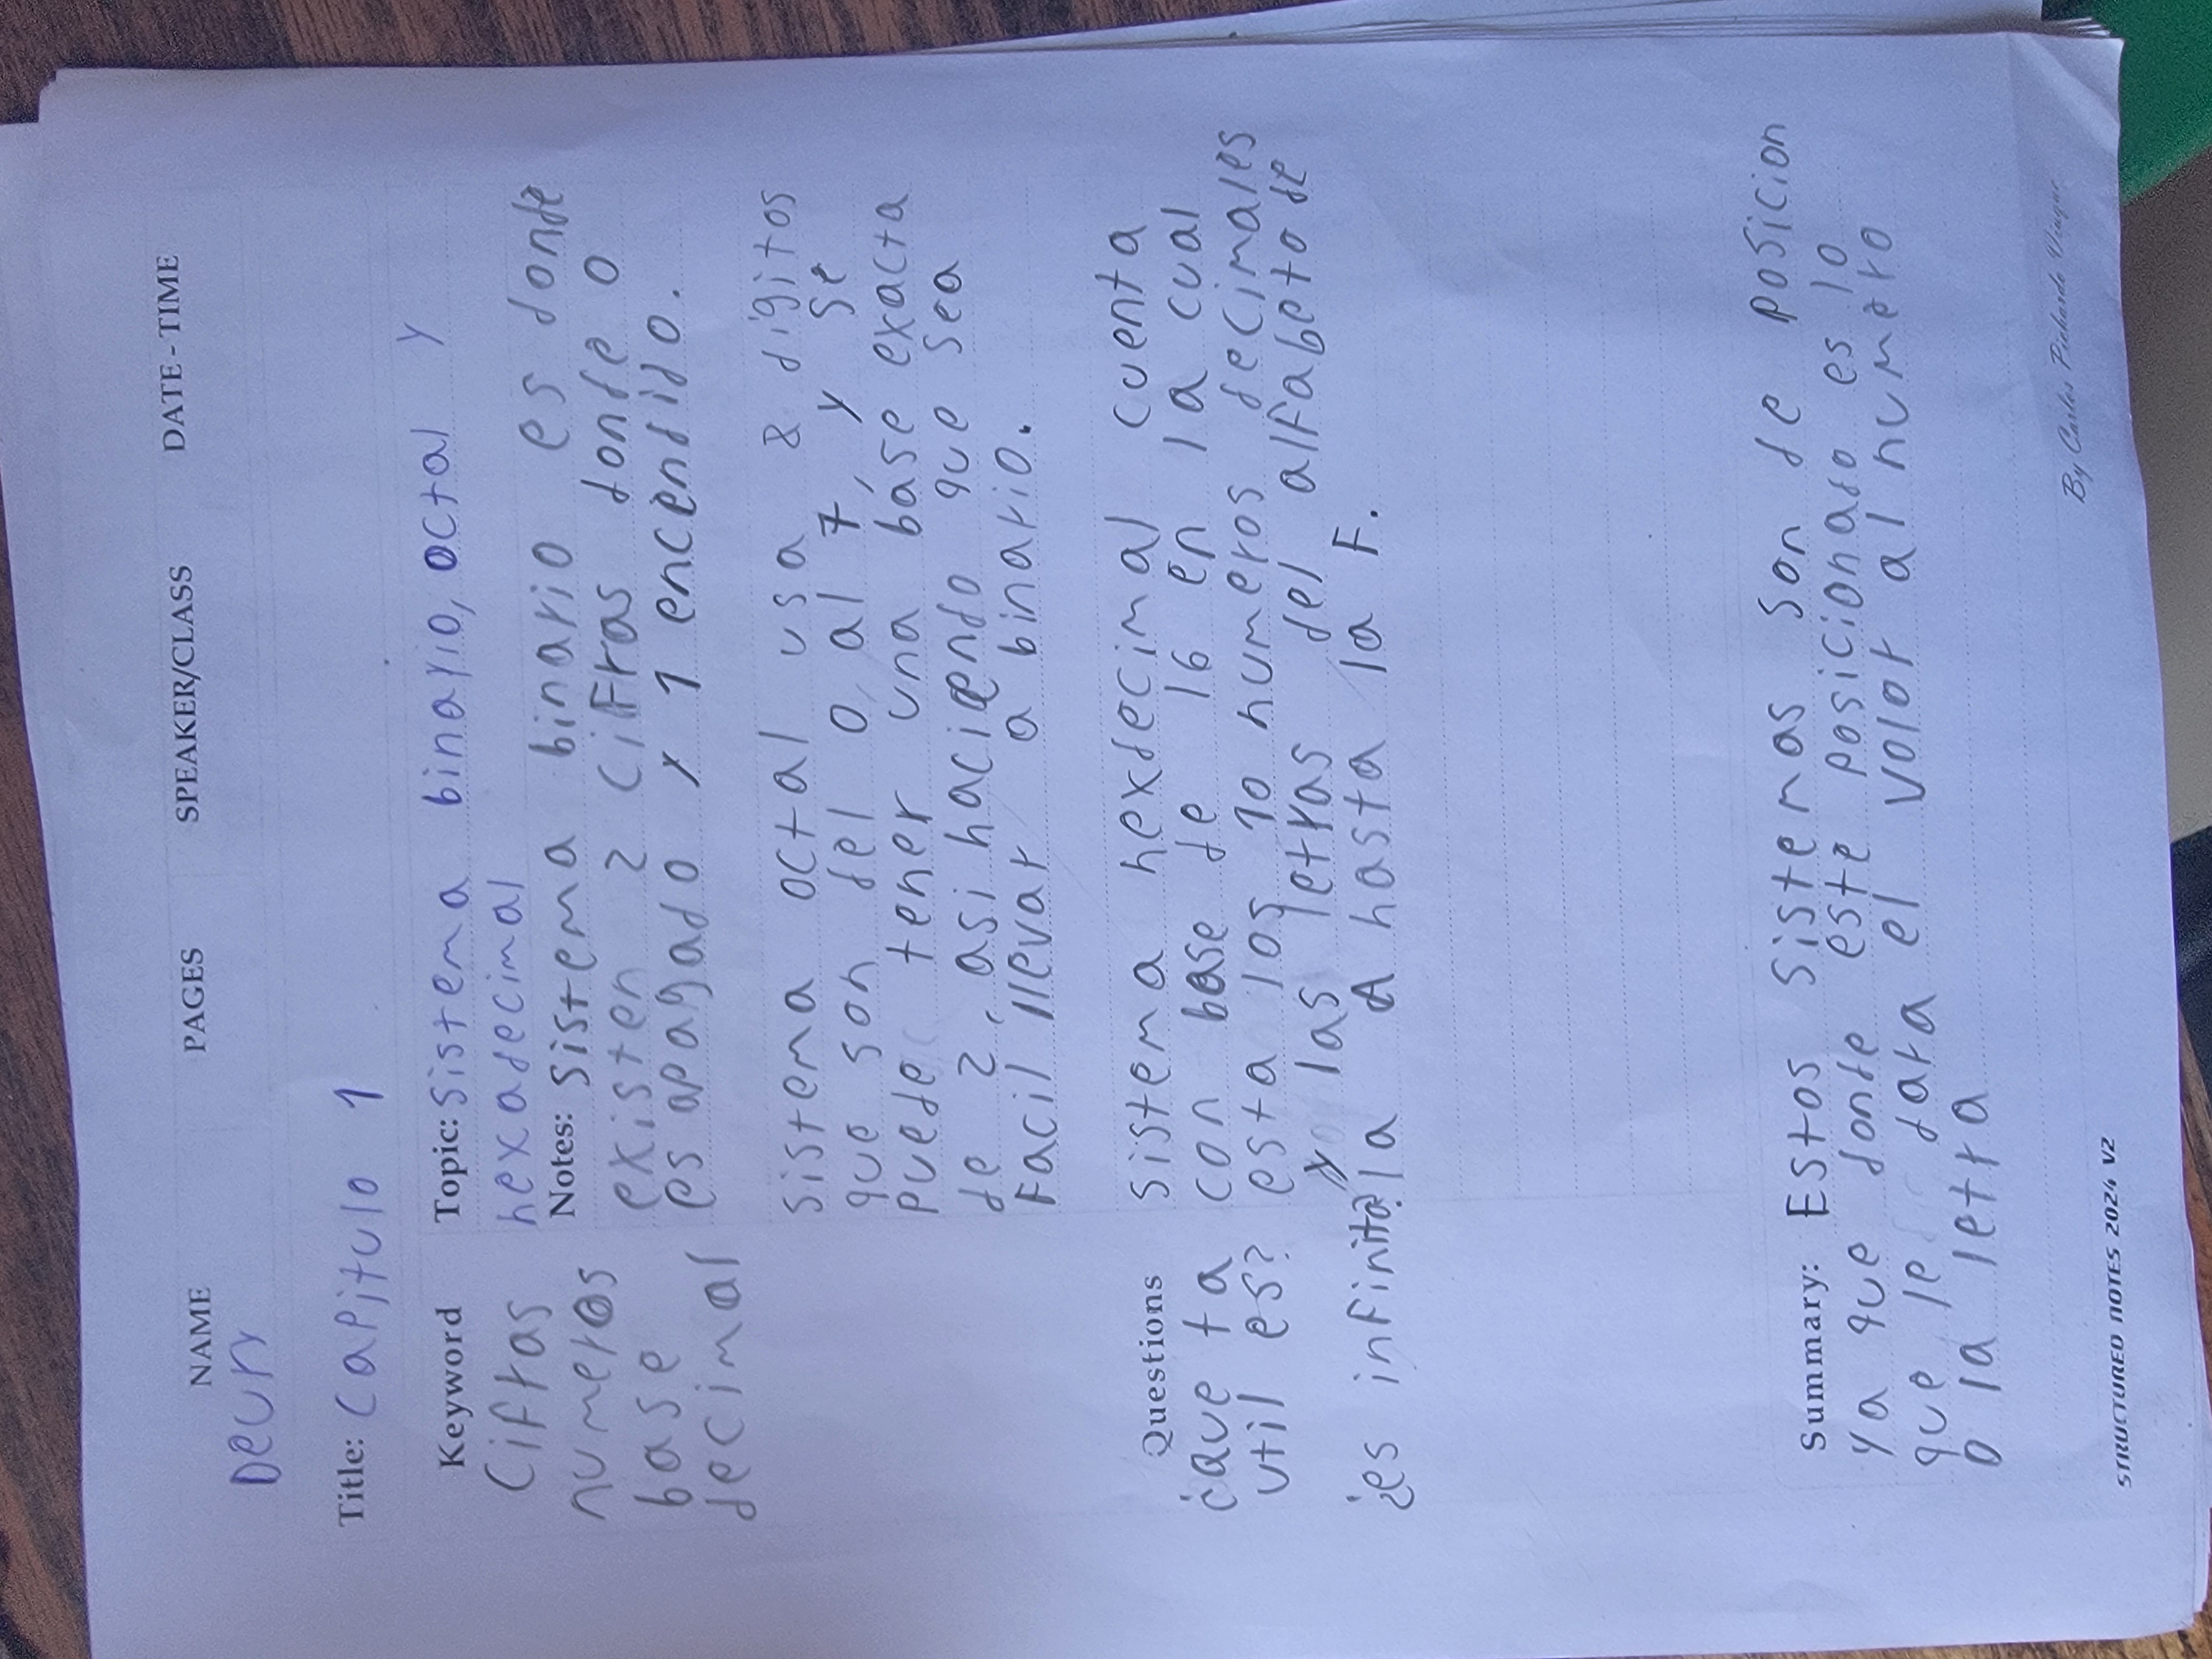 NAME PAGES SPEAKER/CLASS DATE - TIME
Deury
Title: Capitulo 1
Keyword
Cifras
numeros
base
decimal
Topic: Sistema binario, octal y
hexadecimal
Notes: Sistema binario es donde
existen 2 cifras donde 0
es apagado y 1 encendido.
sistema octal usa 8 digitos
que son del 0 al 7, y se
puede tener una base exacta
de 2, asi haciendo que sea
facil llevar a binario.
Questions
¿que ta
util es?
¿es infinita?
sistema hexdecimal cuenta
con base de 16 en la cual
esta los 10 numeros decimales
y las letras del alfabeto de
la A hasta la F.
Summary: Estos sistemas son de posicion
ya que donde este posicionado es lo
que le dara el volor al numero
o la letra
STRUCTURED NOTES 2024 V2
By Carlos Pichardo Viuque